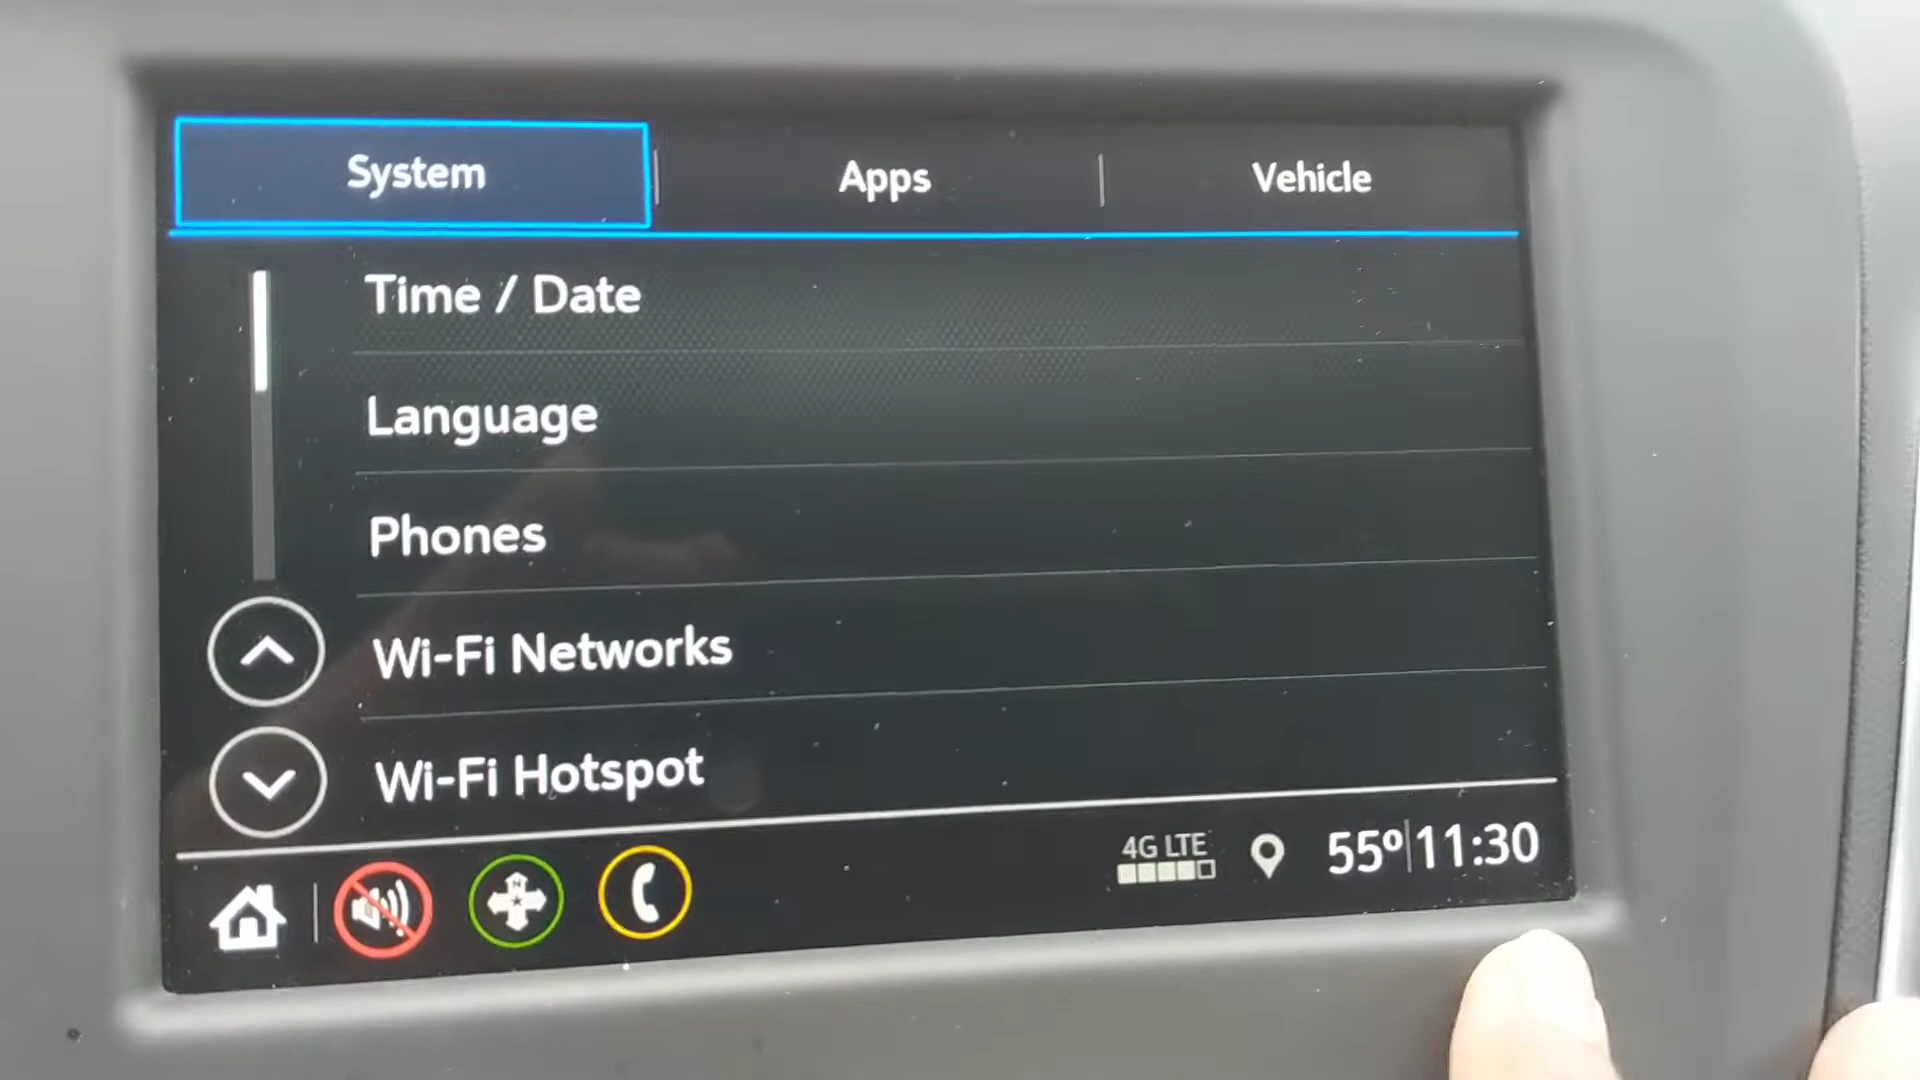 System
Apps
Vehicle
Time / Date
Language
Phones
Wi-Fi Networks
Wi-Fi Hotspot
N
4G LTE
55° 11:30